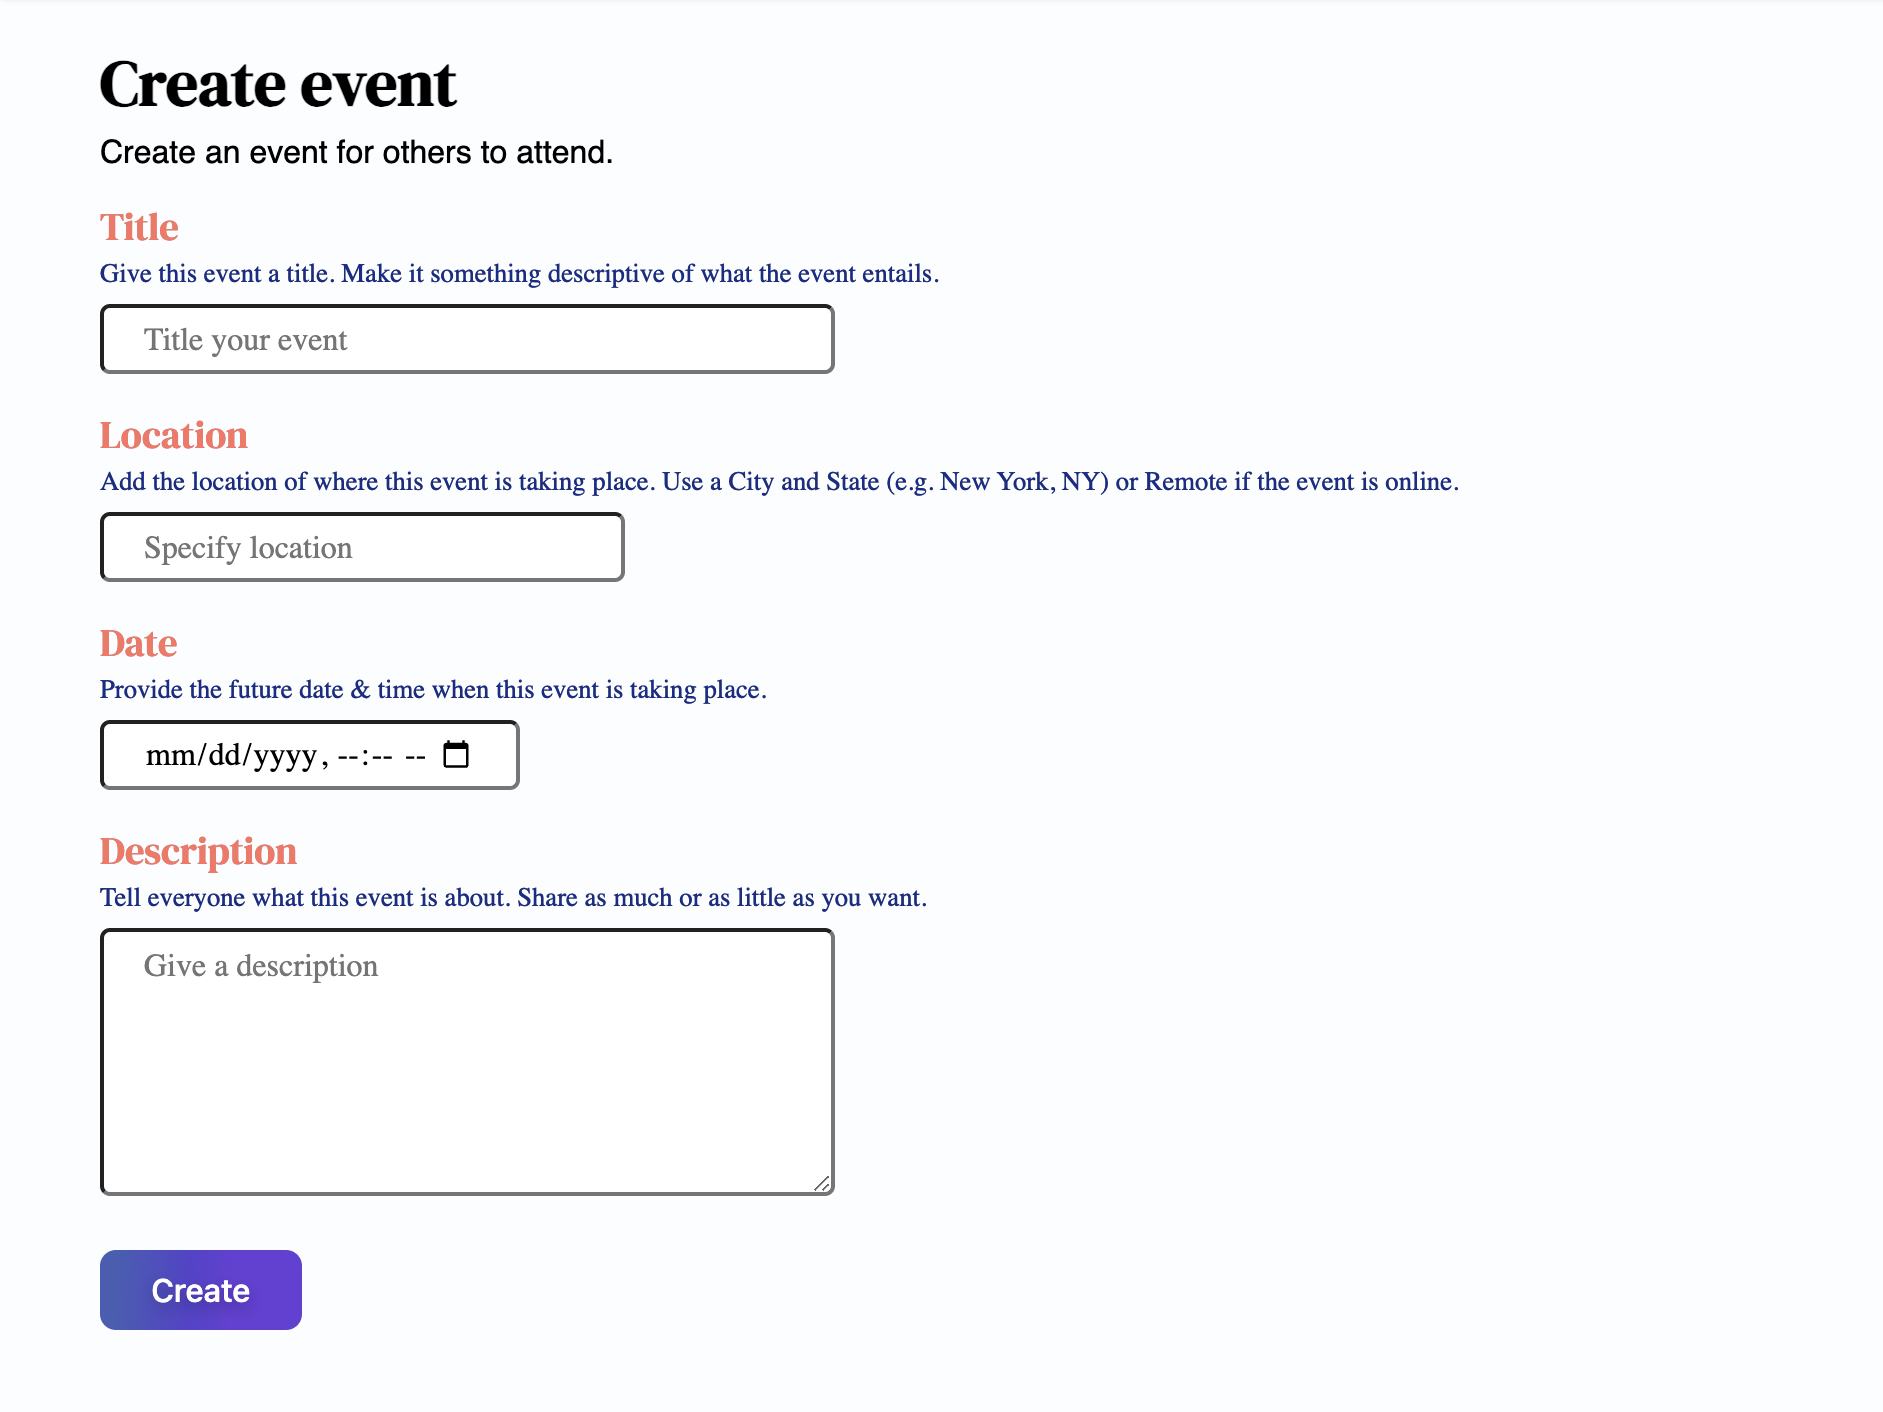 Create event
Create an event for others to attend.
Title
Give this event a title. Make it something descriptive of what the event entails.
Title your event
Location
Add the location of where this event is taking place. Use a City and State (e.g. New York, NY) or Remote if the event is online.
Specify location
Date
Provide the future date & time when this event is taking place.
mm/dd/yyyy, --:-- --
Description
Tell everyone what this event is about. Share as much or as little as you want.
Give a description
Create